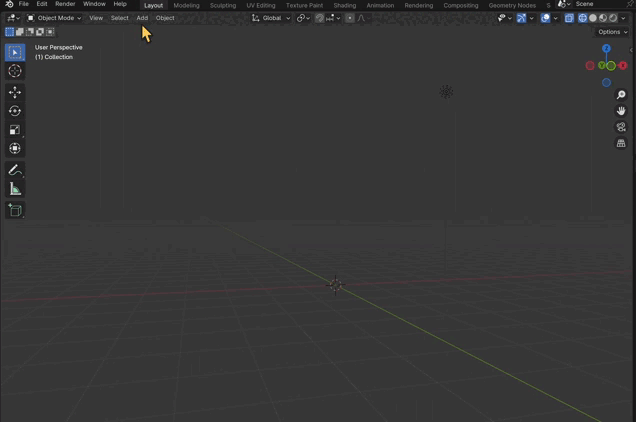 File Edit Render Window Help Layout Modeling Sculpting UV Editing Texture Paint Shading Animation Rendering Compositing Geometry Nodes S Scene
Object Mode View Select Add Object Global
Options
User Perspective
(1) Collection
Z
Y X